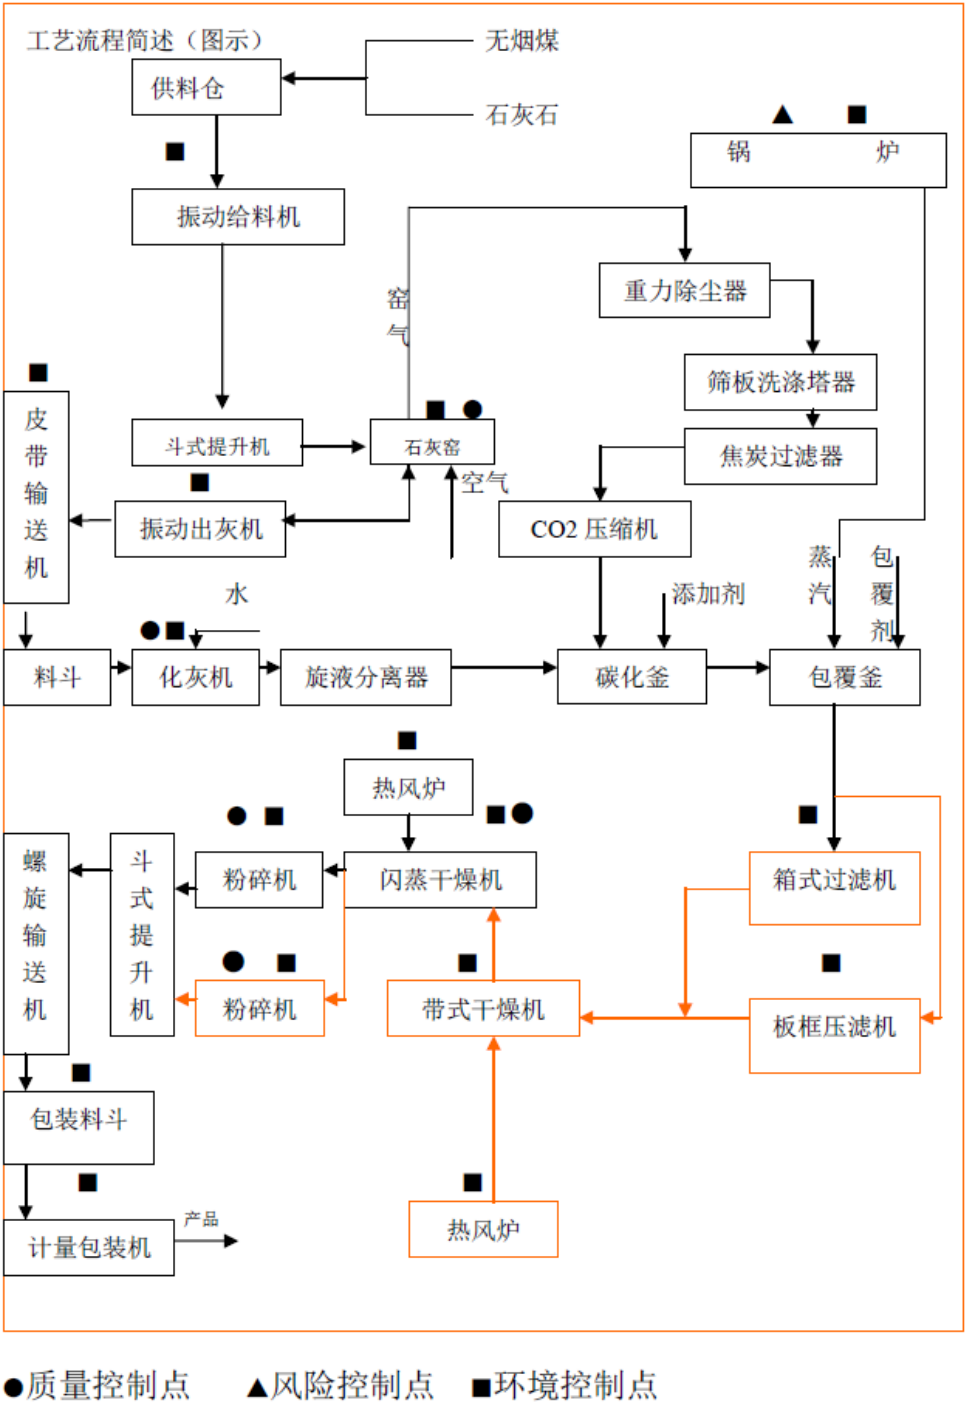 工艺流程简述（图示）
无烟煤
供料仓
石灰石
▲ ■
锅 炉
■
振动给料机
窑气
重力除尘器
筛板洗涤塔器
■
皮带输送机
■ ●
斗式提升机
石灰窑
焦炭过滤器
■
空气
振动出灰机
CO2 压缩机
水
添加剂
蒸汽
包覆剂
●■
料斗
化灰机
旋液分离器
碳化釜
包覆釜
■
热风炉
● ■
■●
■
螺旋输送机
斗式提升机
粉碎机
闪蒸干燥机
箱式过滤机
● ■
■
■
粉碎机
带式干燥机
板框压滤机
■
包装料斗
■
■
产品
计量包装机
热风炉
●质量控制点 ▲风险控制点 ■环境控制点